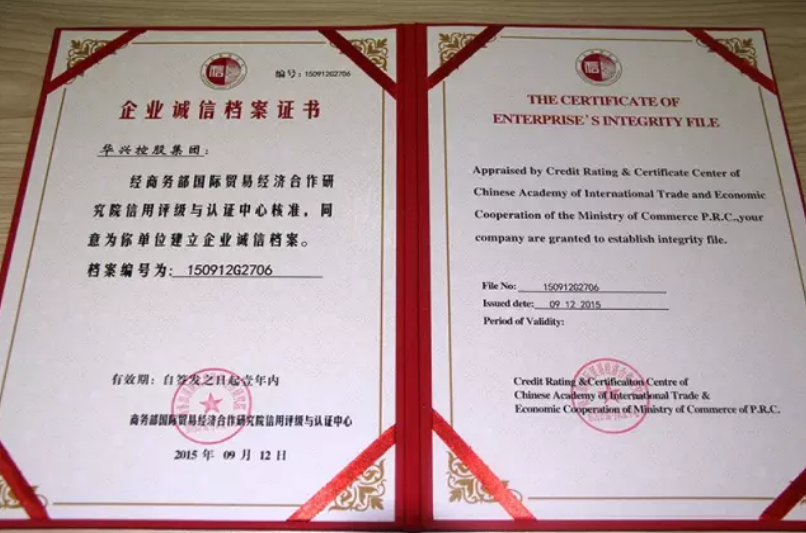 编号:150912G2706
企业诚信档案证书
华兴控股集团:
经商务部国际贸易经济合作研
究院信用评级与认证中心核准,同
意为你单位建立企业诚信档案。
档案编号为: 150912G2706
有效期:自签发之日起壹年内
商务部国际贸易经济合作研究院信用评级与认证中心
2015 年 09 月 12 日
信
THE CERTIFICATE OF
ENTERPRISE'S INTEGRITY FILE
Appraised by Credit Rating & Certificate Center of
Chinese Academy of International Trade and Economic
Cooperation of the Ministry of Commerce P.R.C.,your
company are granted to establish integrity file.
File No: 150912G2706
Issued dete: 09 12 2015
Period of Validity:
Credit Rating &Certificaiton Centre of
Chinese Academy of International Trade &
Economic Cooperation of Ministry of Commerce of P.R.C.